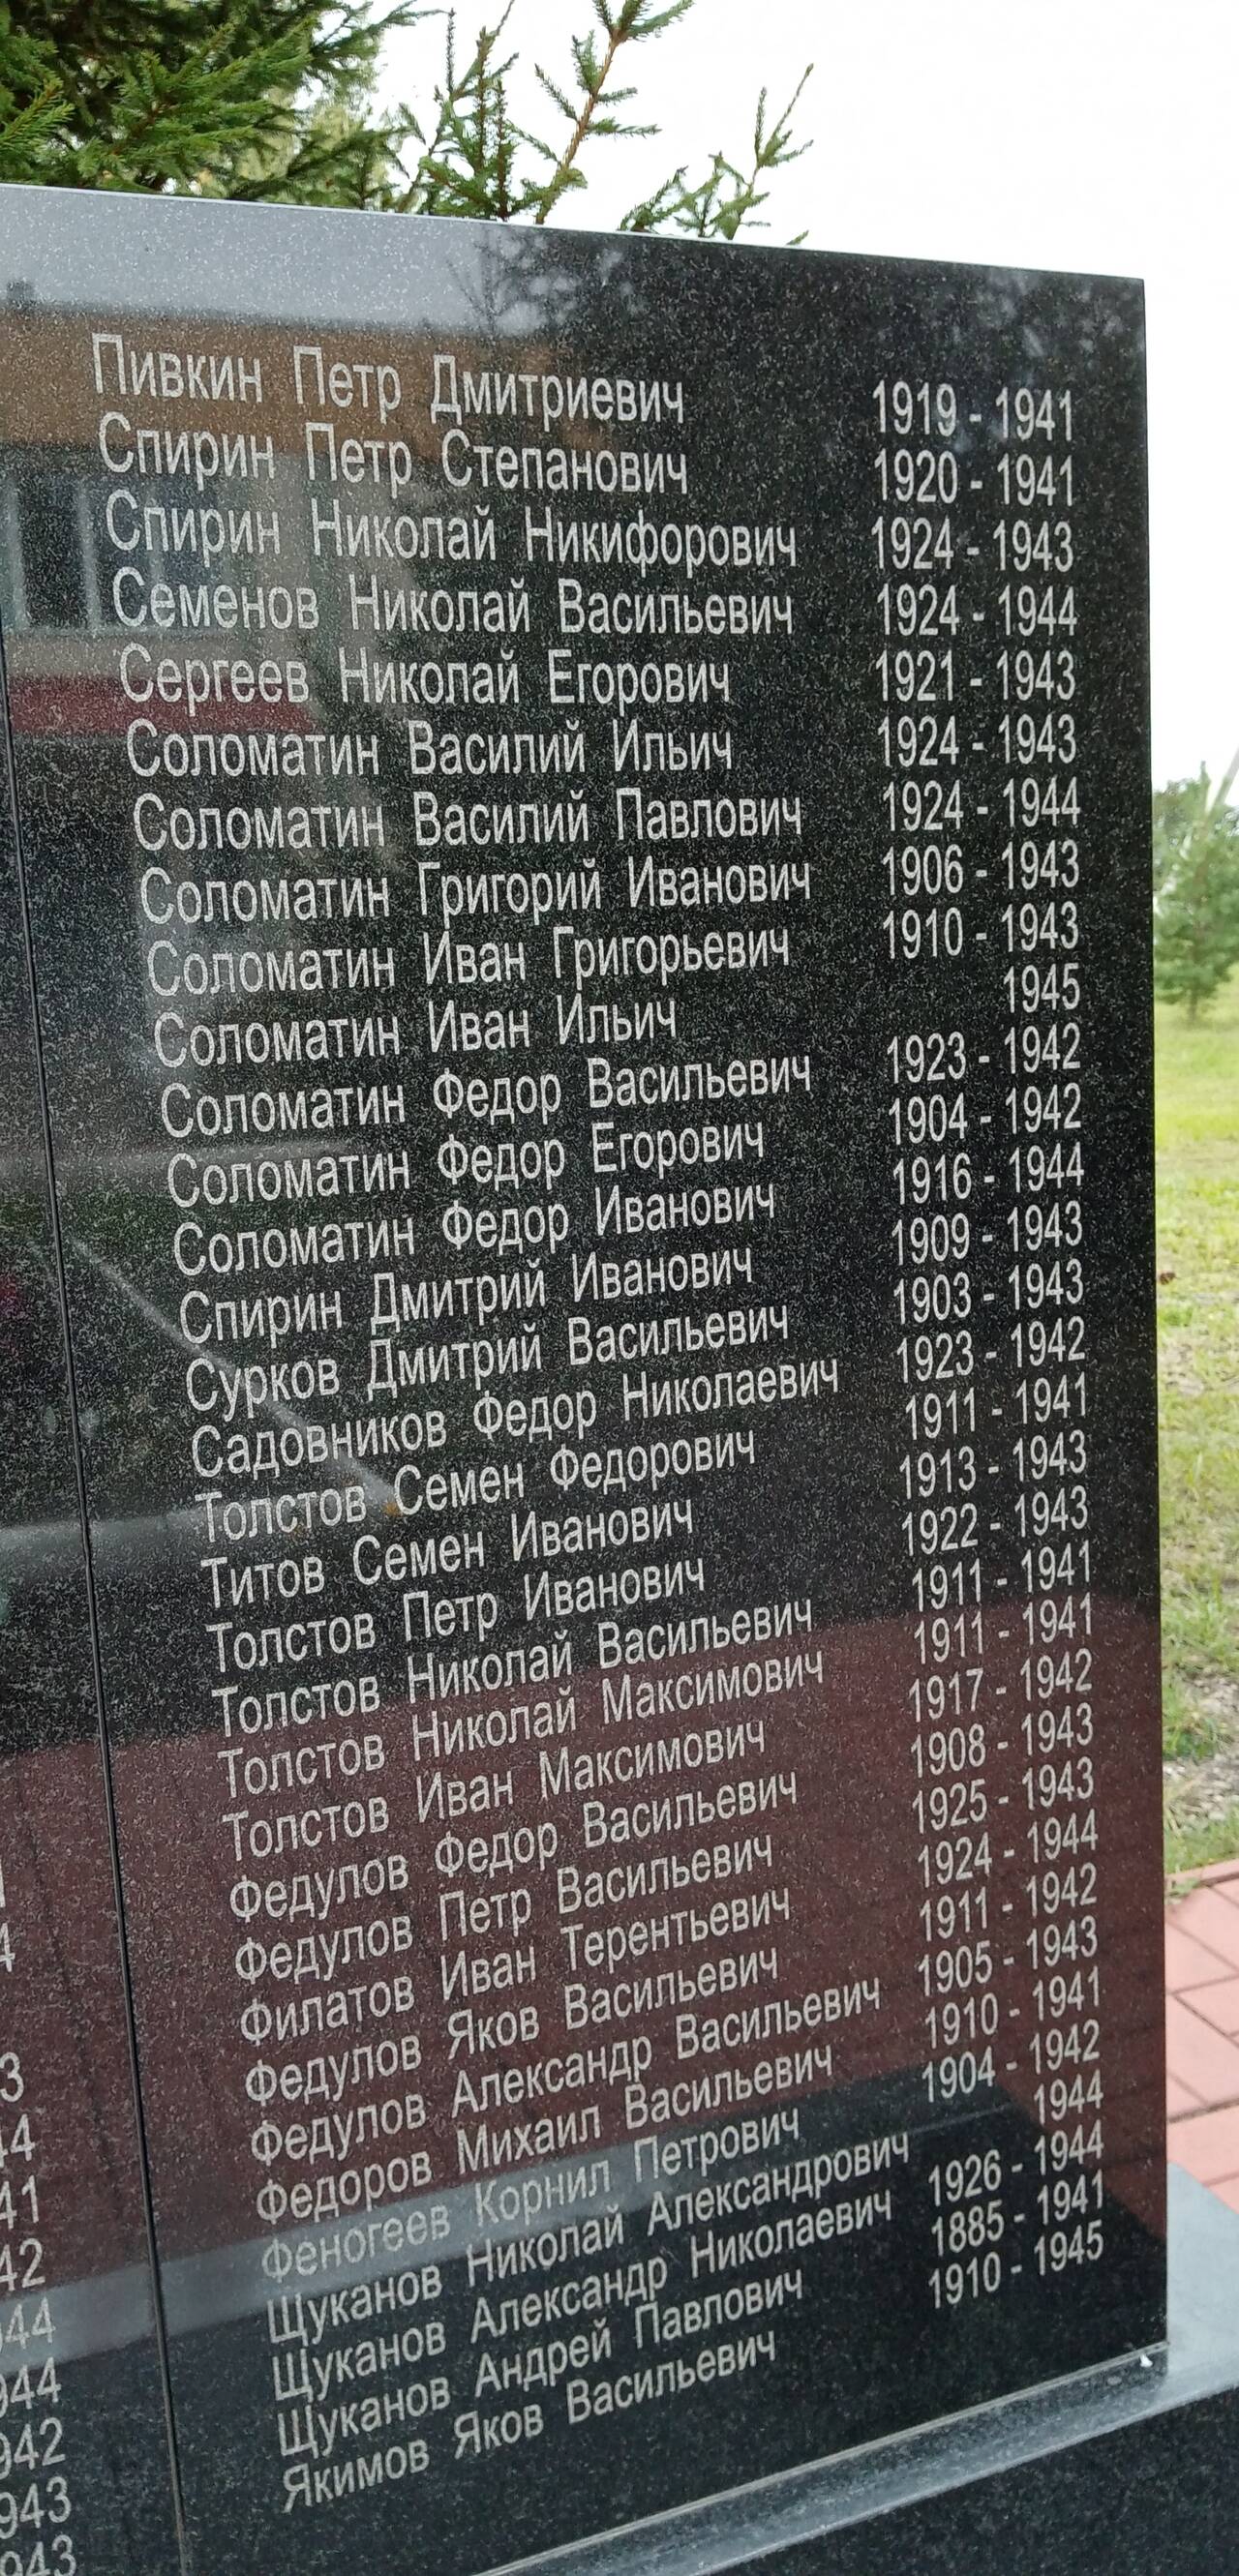 Пивкин Петр Дмитриевич 1919 - 1941
Спирин Петр Степанович 1920 - 1941
Спирин Николай Никифорович 1924 - 1943
Семенов Николай Васильевич 1924 - 1944
Сергеев Николай Егорович 1921 - 1943
Соломатин Василий Ильич 1924 - 1943
Соломатин Василий Павлович 1924 - 1944
Соломатин Григорий Иванович 1906 - 1943
Соломатин Иван Григорьевич 1910 - 1943
Соломатин Иван Ильич 1945
Соломатин Федор Васильевич 1923 - 1942
Соломатин Федор Егорович 1904 - 1942
Соломатин Федор Иванович 1916 - 1944
Спирин Дмитрий Иванович 1909 - 1943
Сурков Дмитрий Васильевич 1903 - 1943
Садовников Федор Николаевич 1923 - 1942
Толстов Семен Федорович 1911 - 1941
Титов Семен Иванович 1913 - 1943
Толстов Петр Иванович 1922 - 1943
Толстов Николай Васильевич 1911 - 1941
Толстов Николай Максимович 1911 - 1941
Толстов Иван Максимович 1917 - 1942
Федулов Федор Васильевич 1908 - 1943
Федулов Петр Васильевич 1925 - 1943
Филатов Иван Терентьевич 1924 - 1944
Федулов Яков Васильевич 1911 - 1942
Федулов Александр Васильевич 1905 - 1943
Федоров Михаил Васильевич 1910 - 1941
Феногеев Корнил Петрович 1904 - 1942
Щуканов Николай Александрович 1944
Щуканов Александр Николаевич 1926 - 1944
Щуканов Андрей Павлович 1885 - 1941
Якимов Яков Васильевич 1910 - 1945